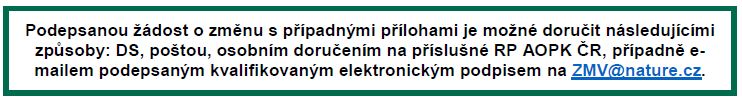 Podepsanou žádost o změnu s případnými přílohami je možné doručit následujícími
způsoby: DS, poštou, osobním doručením na příslušné RP AOPK ČR, případně e-
mailem podepsaným kvalifikovaným elektronickým podpisem na ZMV@nature.cz.